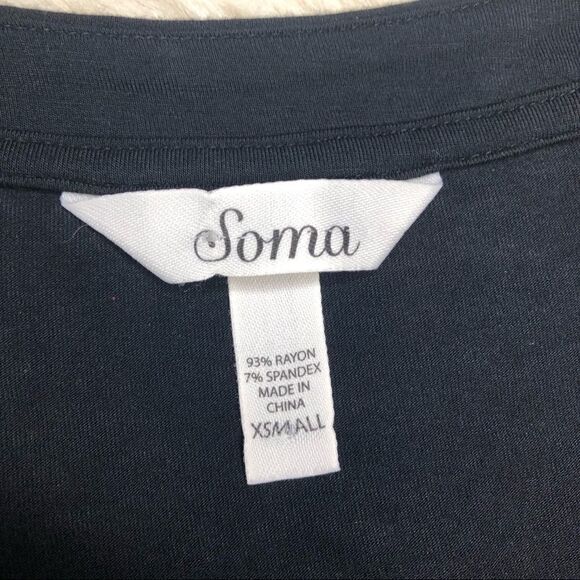 Soma
93% RAYON
7% SPANDEX
MADE IN
CHINA
XSMALL